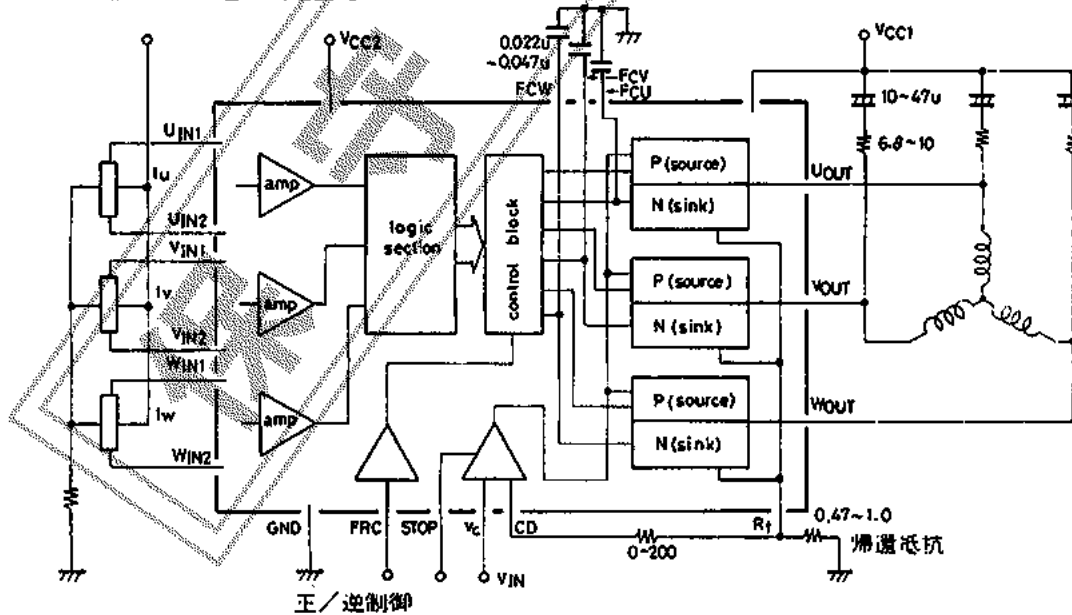 VCC2
0.022u
~0.047u
FCW
FCV
FCU
VCC1
10~47u
6.8~10
UIN1
Iu
UIN2
VIN1
Iv
VIN2
WIN1
Iw
WIN2
amp
amp
amp
logic
section
control block
P(source)
N(sink)
P(source)
N(sink)
P(source)
N(sink)
UOUT
VOUT
WOUT
GND
FRC
STOP
VC
CD
Rf
0~200
0.47~1.0
帰還抵抗
VIN
正/逆制御